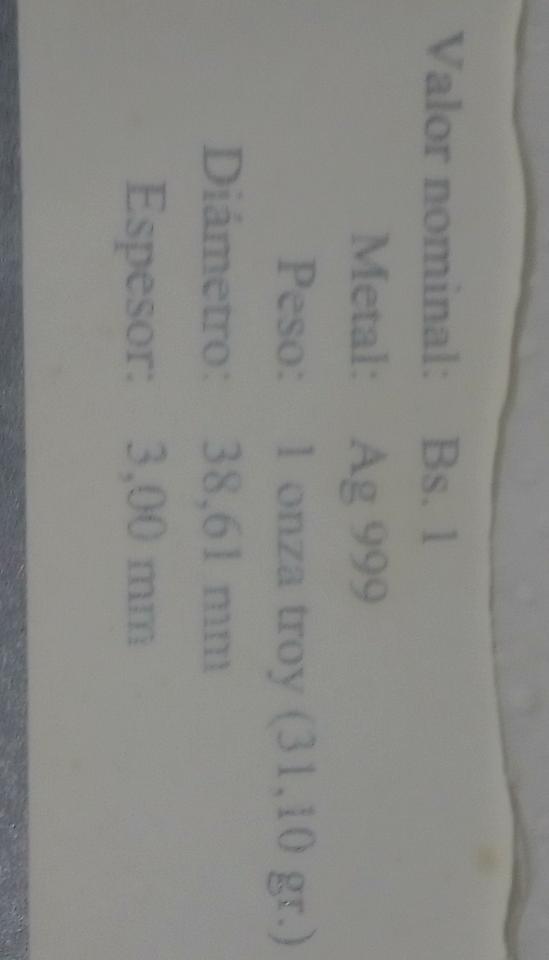 Valor nominal: Bs. 1
Metal: Ag 999
Peso: 1 onza troy (31,10 gr.)
Diámetro: 38,61 mm
Espesor: 3,00 mm